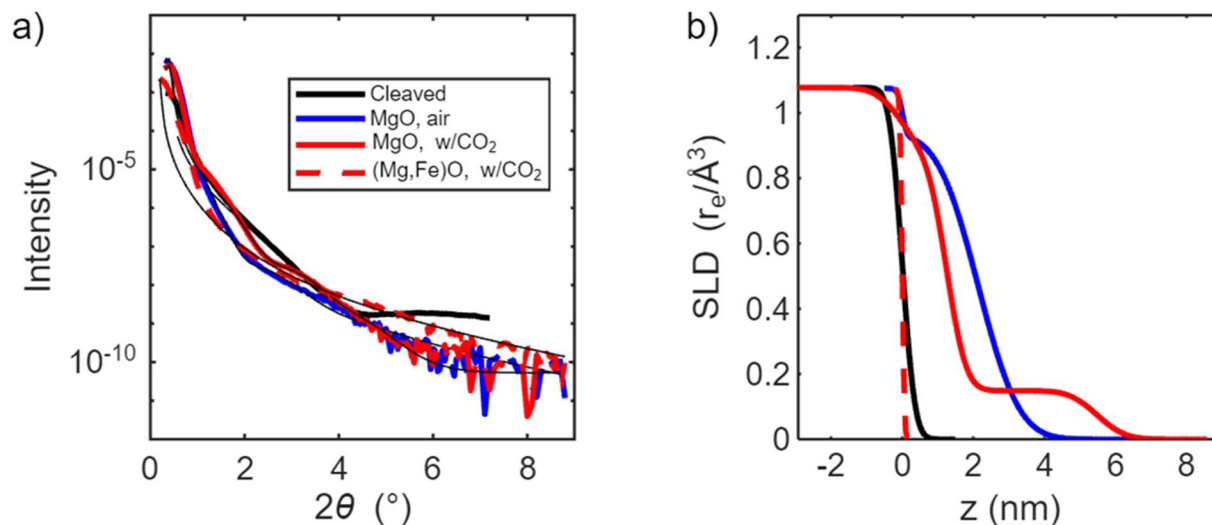 a)
Intensity
10⁻⁵
10⁻¹⁰
Cleaved
MgO, air
MgO, w/CO₂
(Mg,Fe)O, w/CO₂
0 2 4 6 8
2θ (°)
b)
SLD (rₑ/Å³)
1.2
1
0.8
0.6
0.4
0.2
0
-2 0 2 4 6 8
z (nm)